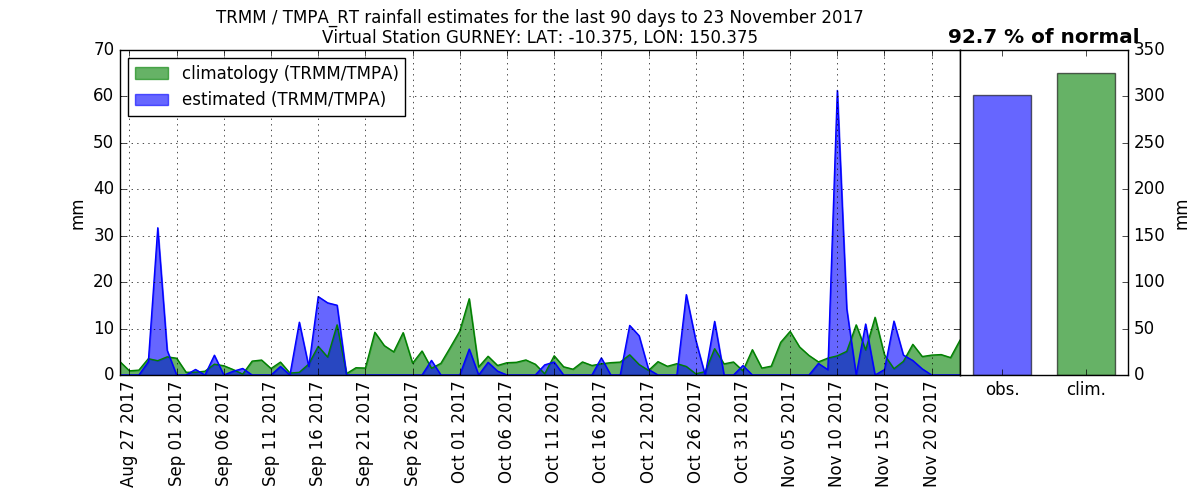 TRMM / TMPA_RT rainfall estimates for the last 90 days to 23 November 2017
Virtual Station GURNEY: LAT: -10.375, LON: 150.375
92.7 % of normal
climatology (TRMM/TMPA)
estimated (TRMM/TMPA)
mm
70
60
50
40
30
20
10
0
Aug 27 2017
Sep 01 2017
Sep 06 2017
Sep 11 2017
Sep 16 2017
Sep 21 2017
Sep 26 2017
Oct 01 2017
Oct 06 2017
Oct 11 2017
Oct 16 2017
Oct 21 2017
Oct 26 2017
Oct 31 2017
Nov 05 2017
Nov 10 2017
Nov 15 2017
Nov 20 2017
obs.
clim.
350
300
250
200
150
100
50
0
mm